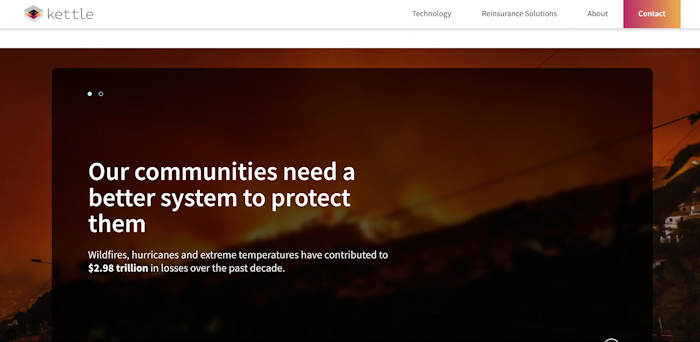 kettle
Technology
Reinsurance Solutions
About
Contact
Our communities need a
better system to protect
them
Wildfires, hurricanes and extreme temperatures have contributed to
$2.98 trillion in losses over the past decade.